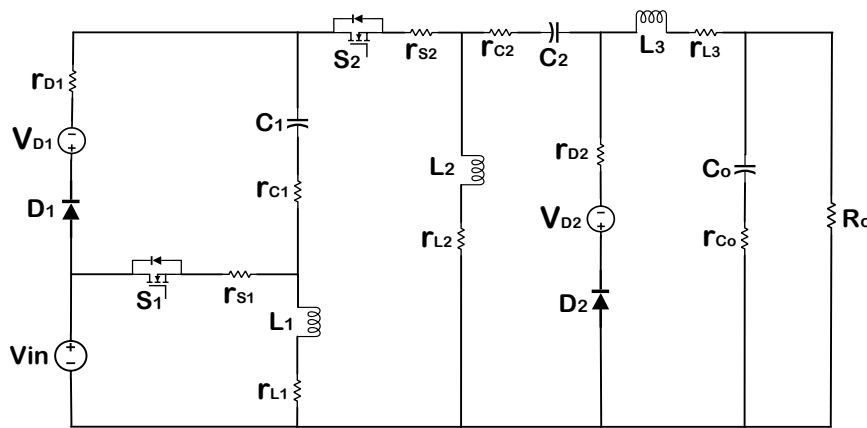 S2
rS2
rC2
C2
L3
rL3
rD1
VD1
D1
C1
rC1
L2
rL2
rD2
VD2
D2
Co
rCo
Ro
S1
rS1
L1
rL1
Vin